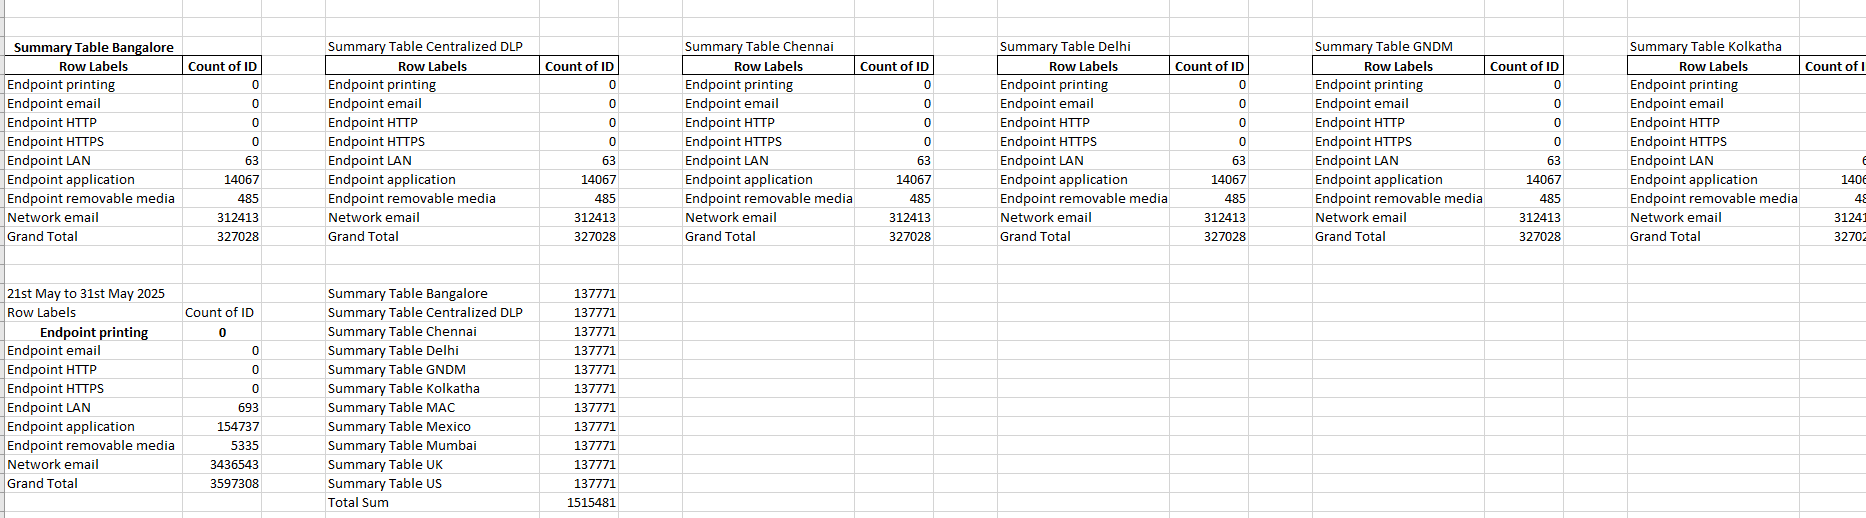 Summary Table Bangalore Summary Table Centralized DLP Summary Table Chennai Summary Table Delhi Summary Table GNDM Summary Table Kolkatha
Row Labels Count of ID Row Labels Count of ID Row Labels Count of ID Row Labels Count of ID Row Labels Count of ID Row Labels Count of I
Endpoint printing 0 Endpoint printing 0 Endpoint printing 0 Endpoint printing 0 Endpoint printing 0 Endpoint printing
Endpoint email 0 Endpoint email 0 Endpoint email 0 Endpoint email 0 Endpoint email 0 Endpoint email
Endpoint HTTP 0 Endpoint HTTP 0 Endpoint HTTP 0 Endpoint HTTP 0 Endpoint HTTP 0 Endpoint HTTP
Endpoint HTTPS 0 Endpoint HTTPS 0 Endpoint HTTPS 0 Endpoint HTTPS 0 Endpoint HTTPS 0 Endpoint HTTPS
Endpoint LAN 63 Endpoint LAN 63 Endpoint LAN 63 Endpoint LAN 63 Endpoint LAN 63 Endpoint LAN
Endpoint application 14067 Endpoint application 14067 Endpoint application 14067 Endpoint application 14067 Endpoint application 14067 Endpoint application 1406
Endpoint removable media 485 Endpoint removable media 485 Endpoint removable media 485 Endpoint removable media 485 Endpoint removable media 485 Endpoint removable media 48
Network email 312413 Network email 312413 Network email 312413 Network email 312413 Network email 312413 Network email 31241
Grand Total 327028 Grand Total 327028 Grand Total 327028 Grand Total 327028 Grand Total 327028 Grand Total 32702
21st May to 31st May 2025 Summary Table Bangalore 137771
Row Labels Count of ID Summary Table Centralized DLP 137771
Endpoint printing 0 Summary Table Chennai 137771
Endpoint email 0 Summary Table Delhi 137771
Endpoint HTTP 0 Summary Table GNDM 137771
Endpoint HTTPS 0 Summary Table Kolkatha 137771
Endpoint LAN 693 Summary Table MAC 137771
Endpoint application 154737 Summary Table Mexico 137771
Endpoint removable media 5335 Summary Table Mumbai 137771
Network email 3436543 Summary Table UK 137771
Grand Total 3597308 Summary Table US 137771
Total Sum 1515481